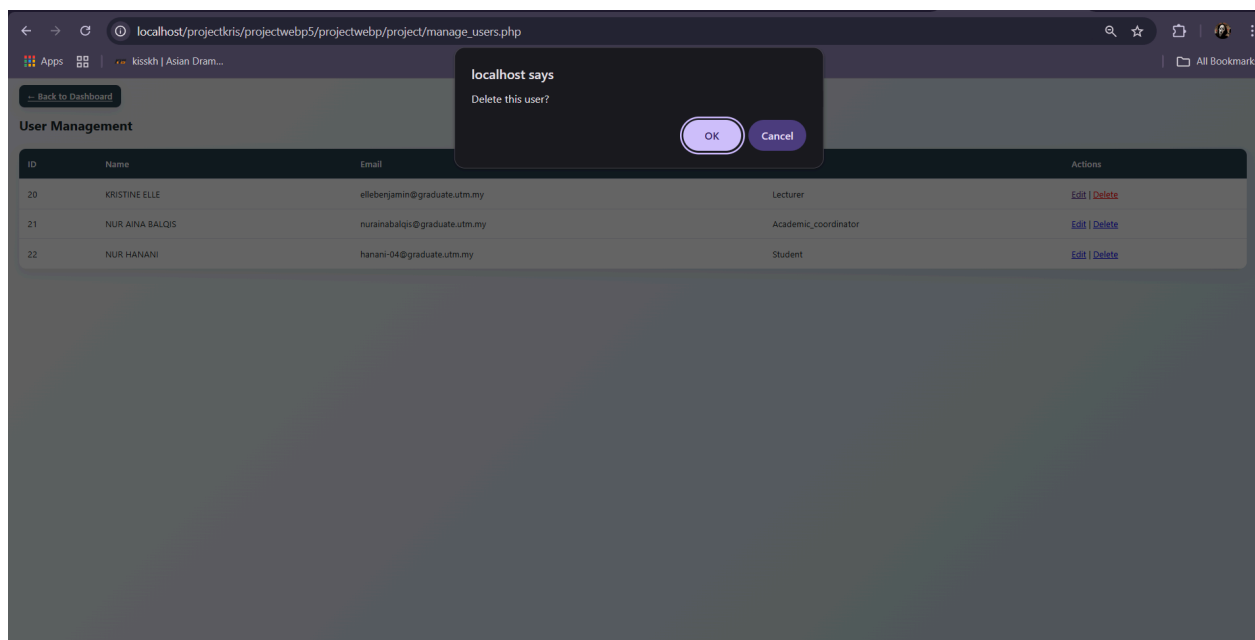 localhost/projectkris/projectwebp5/projectwebp/project/manage_users.php
Apps
kisskh | Asian Dram...
All Bookmark
localhost says
Delete this user?
OK
Cancel
← Back to Dashboard
User Management
ID Name Email Actions
20 KRISTINE ELLE ellebenjamin@graduate.utm.my Lecturer Edit | Delete
21 NUR AINA BALQIS nurainabalqis@graduate.utm.my Academic_coordinator Edit | Delete
22 NUR HANANI hanani-04@graduate.utm.my Student Edit | Delete